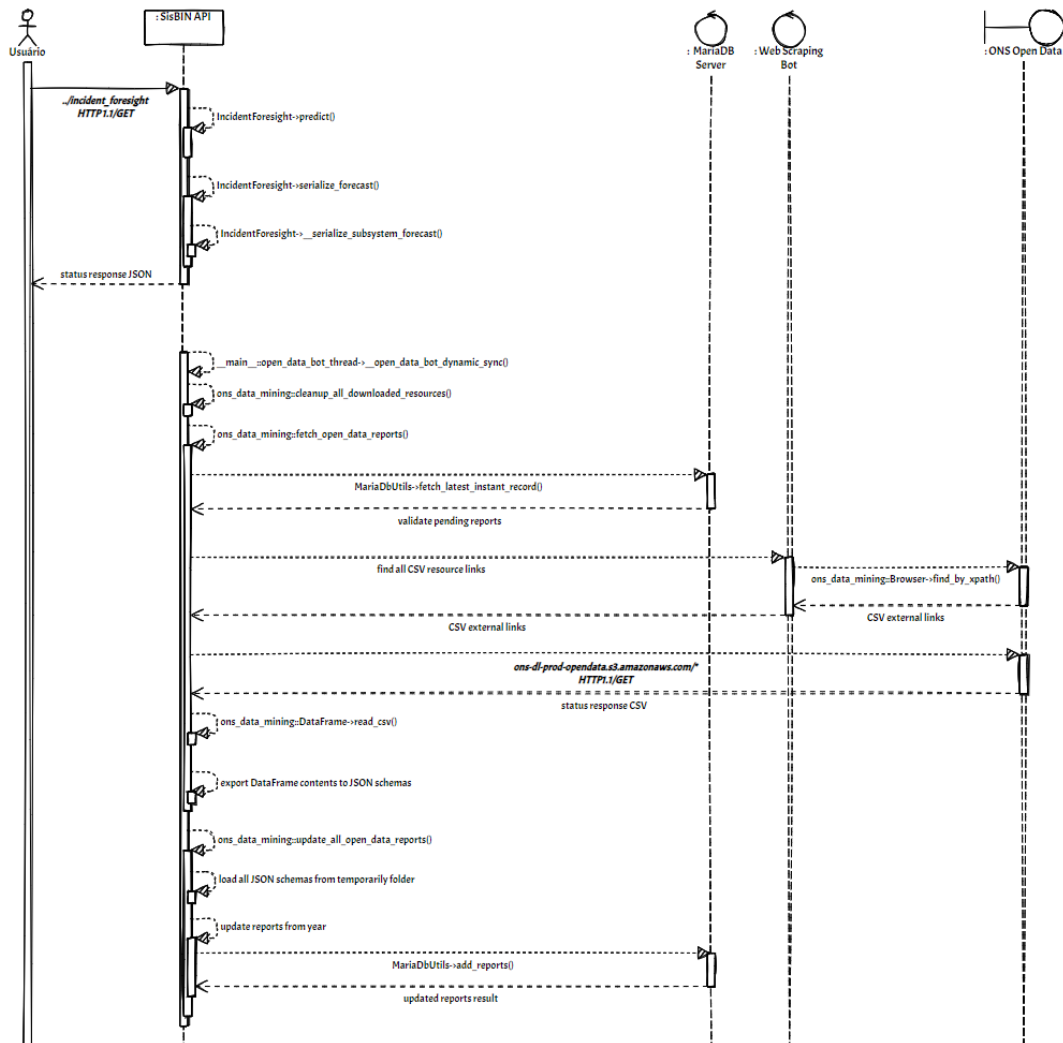 Usuário
: SisBIN API
: MariaDB
Server
: Web Scraping
Bot
: ONS Open Data
../incident_foresight
HTTP1.1/GET
IncidentForesight->predict()
IncidentForesight->serialize_forecast()
IncidentForesight->__serialize_subsystem_forecast()
status response JSON
__main__::open_data_bot_thread->__open_data_bot_dynamic_sync()
ons_data_mining::cleanup_all_downloaded_resources()
ons_data_mining::fetch_open_data_reports()
MariaDbUtils->fetch_latest_instant_record()
validate pending reports
find all CSV resource links
ons_data_mining::Browser->find_by_xpath()
CSV external links
CSV external links
ons-dl-prod-opendata.s3.amazonaws.com/*
HTTP1.1/GET
status response CSV
ons_data_mining::DataFrame->read_csv()
export DataFrame contents to JSON schemas
ons_data_mining::update_all_open_data_reports()
load all JSON schemas from temporarily folder
update reports from year
MariaDbUtils->add_reports()
updated reports result